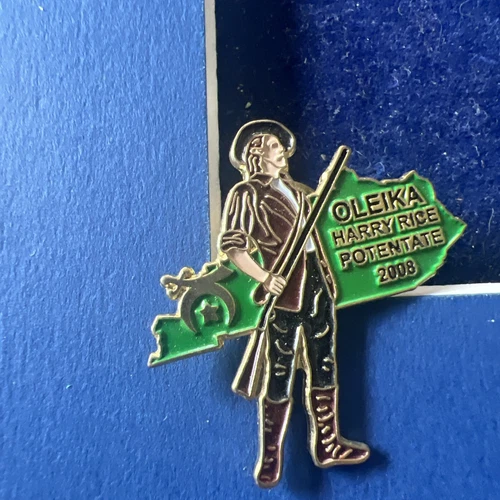 OLEIKA
HARRY RICE
POTENTATE
2008